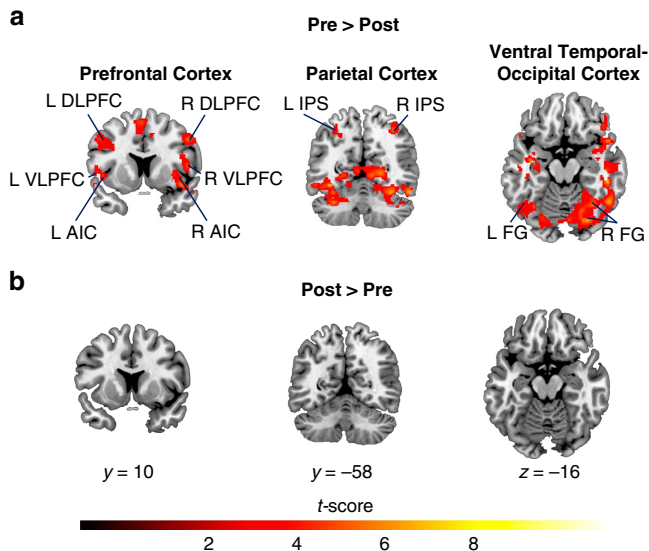 a
Pre > Post
Prefrontal Cortex
Parietal Cortex
Ventral Temporal-
Occipital Cortex
L DLPFC
R DLPFC
L VLPFC
R VLPFC
L AIC
R AIC
L IPS
R IPS
L FG
R FG
b
Post > Pre
y = 10
y = –58
z = –16
t-score
2 4 6 8